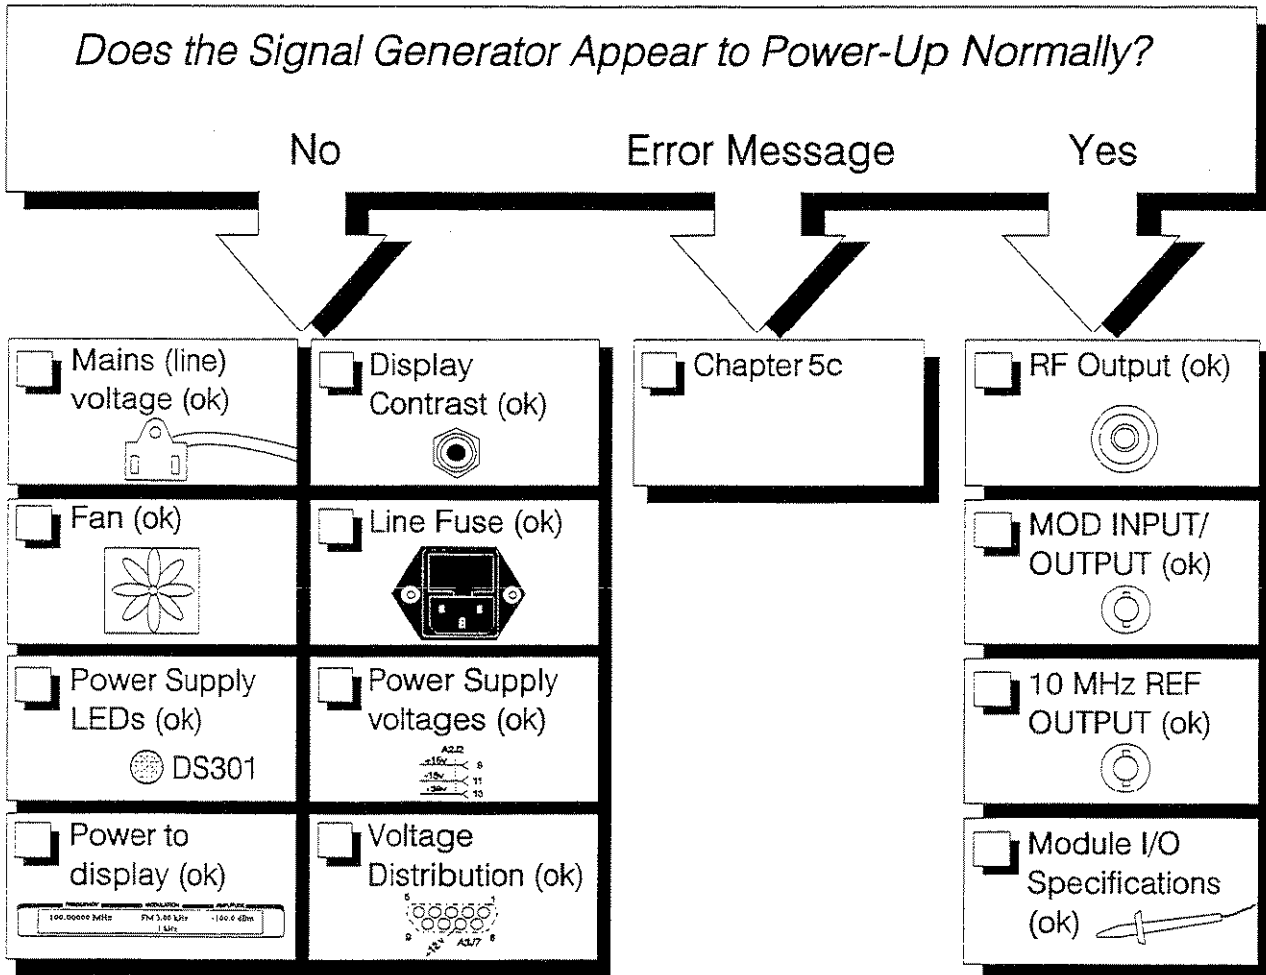 Does the Signal Generator Appear to Power-Up Normally?
No
Error Message
Yes
Mains (line)
voltage (ok)
Display
Contrast (ok)
Fan (ok)
Line Fuse (ok)
Power Supply
LEDs (ok)
DS301
Power Supply
voltages (ok)
A2J2
9
11
13
Power to
display (ok)
FREQUENCY MODULATION AMPLITUDE
100.00000 MHz FM 3.00 kHz -100.0 dBm
1 kHz
Voltage
Distribution (ok)
5 1
9 6
-12v A3J7
Chapter 5c
RF Output (ok)
MOD INPUT/
OUTPUT (ok)
10 MHz REF
OUTPUT (ok)
Module I/O
Specifications
(ok)